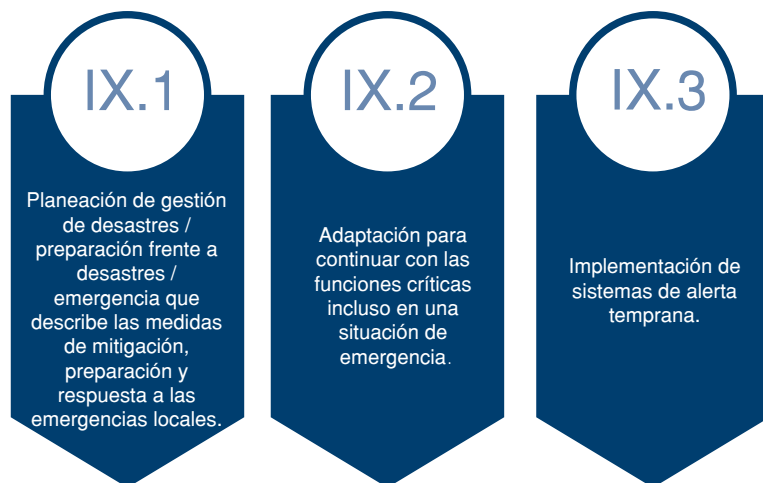 IX.1
Planeación de gestión
de desastres /
preparación frente a
desastres /
emergencia que
describe las medidas
de mitigación,
preparación y
respuesta a las
emergencias locales.
IX.2
Adaptación para
continuar con las
funciones críticas
incluso en una
situación de
emergencia.
IX.3
Implementación de
sistemas de alerta
temprana.